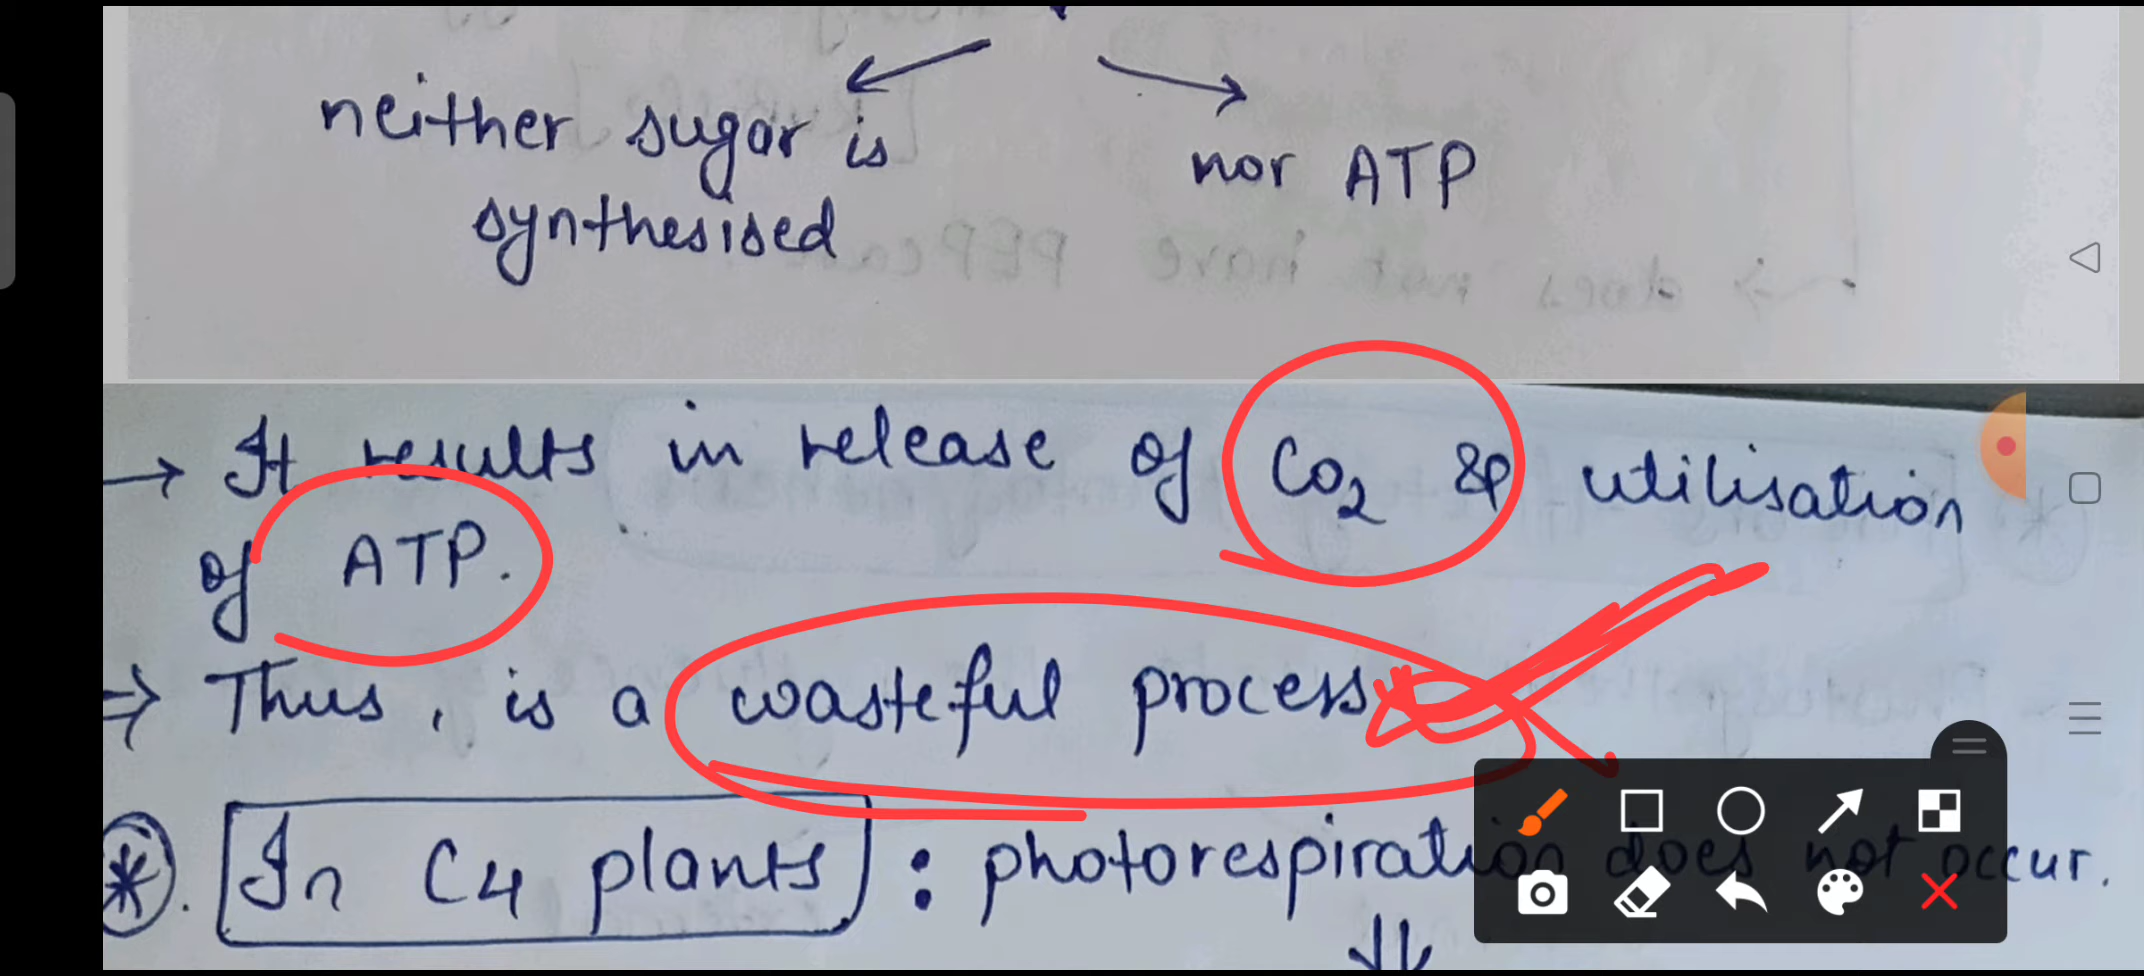 neither sugar is
synthesised
nor ATP
→ It results in release of CO2 & utilisation
of ATP.
⇒ Thus, is a wasteful process
* . [In C4 plants] : photorespiration does not occur.